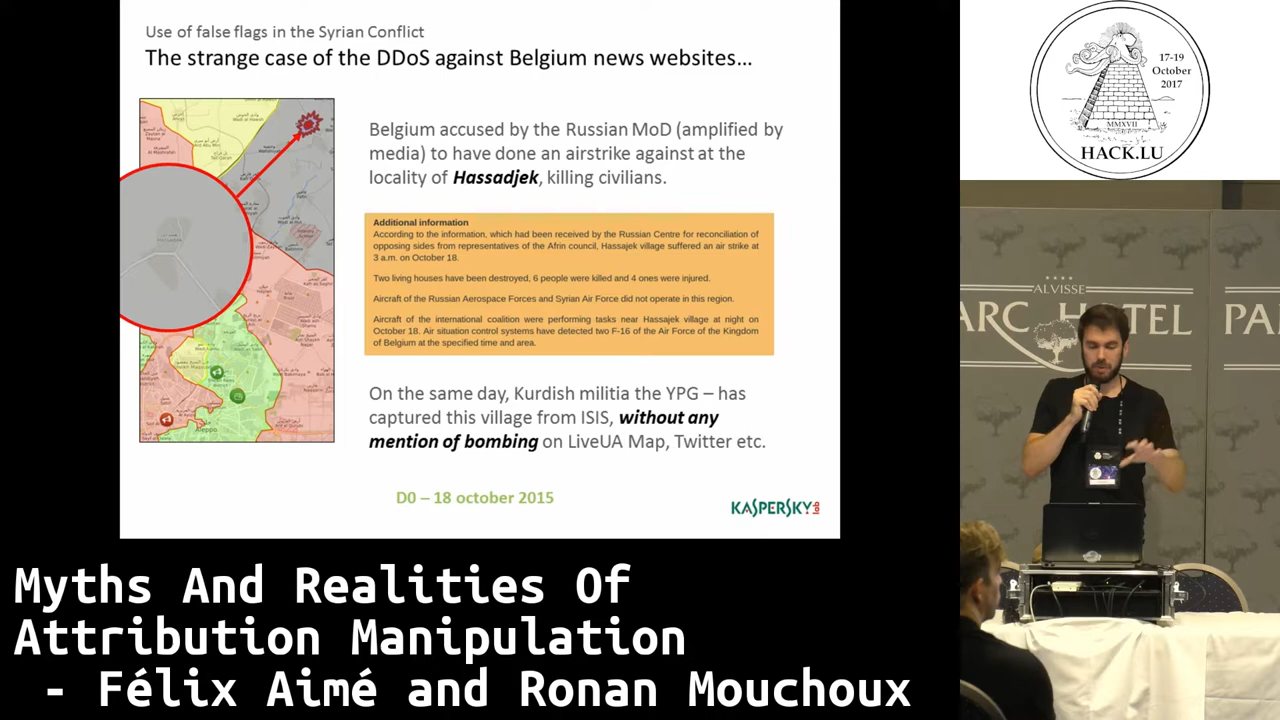 Use of false flags in the Syrian Conflict
The strange case of the DDoS against Belgium news websites…
Belgium accused by the Russian MoD (amplified by
media) to have done an airstrike against at the
locality of Hassadjek, killing civilians.
Additional information
According to the information, which had been received by the Russian Centre for reconciliation of
opposing sides from representatives of the Afrin council, Hassajek village suffered an air strike at
3 a.m. on October 18.
Two living houses have been destroyed, 6 people were killed and 4 ones were injured.
Aircraft of the Russian Aerospace Forces and Syrian Air Force did not operate in this region.
Aircraft of the international coalition were performing tasks near Hassajek village at night on
October 18. Air situation control systems have detected two F-16 of the Air Force of the Kingdom
of Belgium at the specified time and area.
On the same day, Kurdish militia the YPG – has
captured this village from ISIS, without any
mention of bombing on LiveUA Map, Twitter etc.
D0 – 18 october 2015
KASPERSKY lab
Aleppo
17-19
October
2017
MMXVII
HACK.LU
ALVISSE
ARC HOTEL
PA
Myths And Realities Of
Attribution Manipulation
- Félix Aimé and Ronan Mouchoux